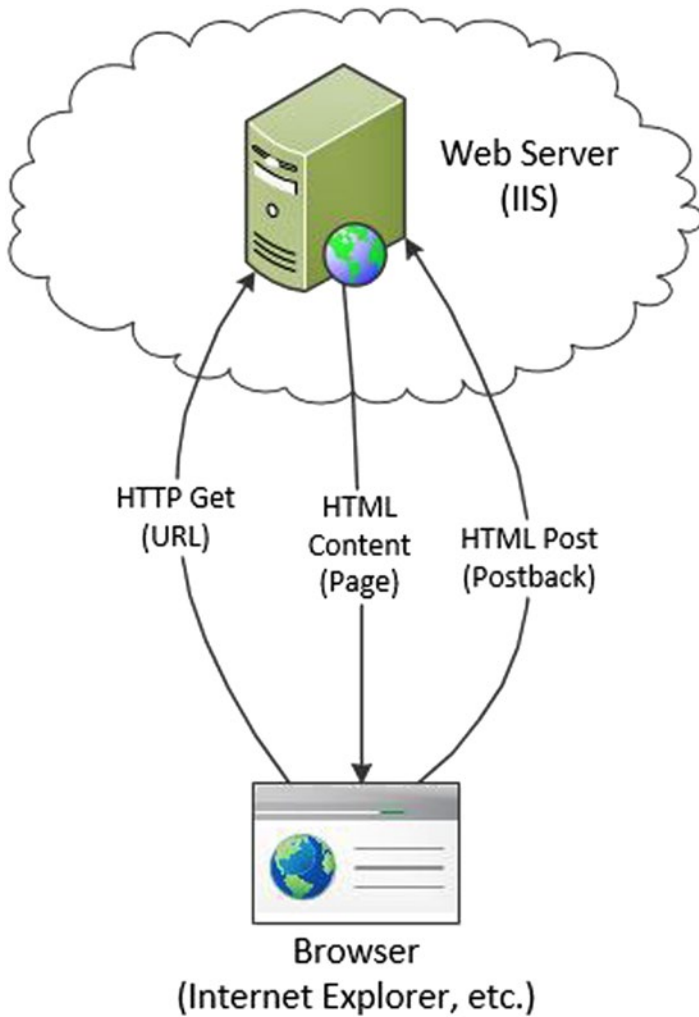 Web Server
(IIS)
HTTP Get
(URL)
HTML
Content
(Page)
HTML Post
(Postback)
Browser
(Internet Explorer, etc.)